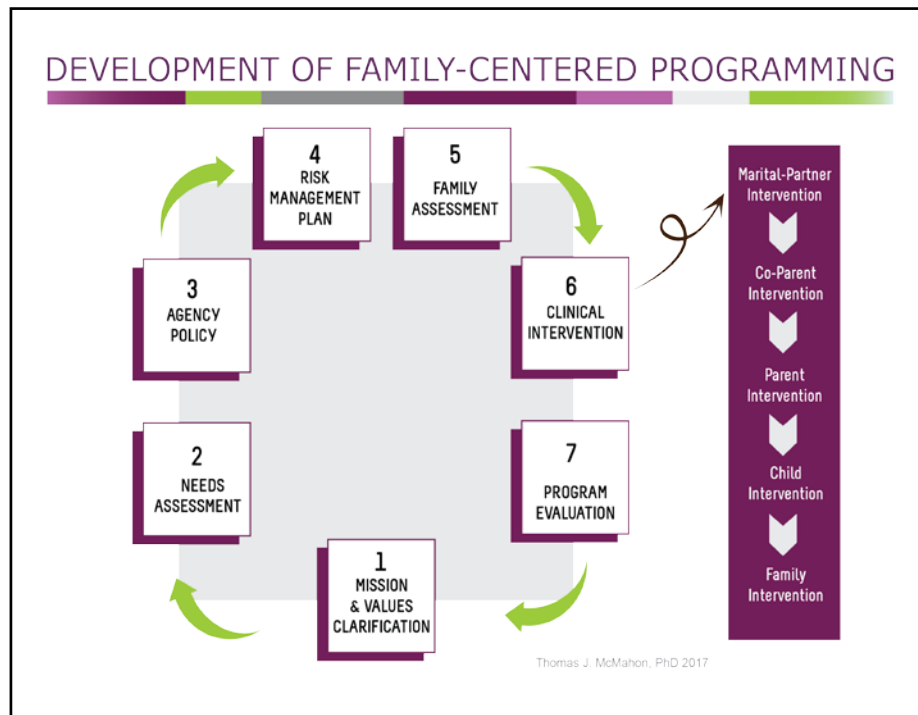 DEVELOPMENT OF FAMILY-CENTERED PROGRAMMING
1
MISSION
& VALUES
CLARIFICATION
2
NEEDS
ASSESSMENT
3
AGENCY
POLICY
4
RISK
MANAGEMENT
PLAN
5
FAMILY
ASSESSMENT
6
CLINICAL
INTERVENTION
7
PROGRAM
EVALUATION
Marital-Partner
Intervention
Co-Parent
Intervention
Parent
Intervention
Child
Intervention
Family
Intervention
Thomas J. McMahon, PhD 2017